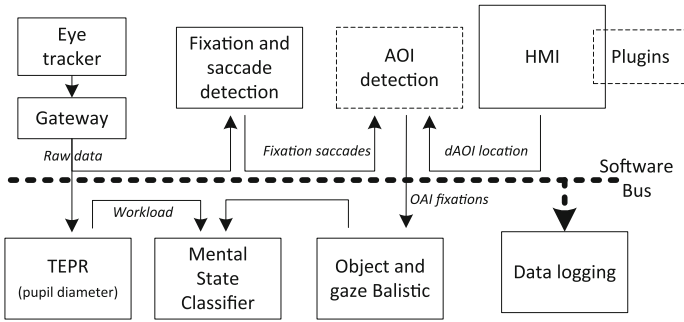 Eye
tracker
Gateway
Fixation and
saccade
detection
AOI
detection
HMI
Plugins
Raw data
Fixation saccades
dAOI location
Software
Bus
Workload
OAI fixations
TEPR
(pupil diameter)
Mental
State
Classifier
Object and
gaze Balistic
Data logging